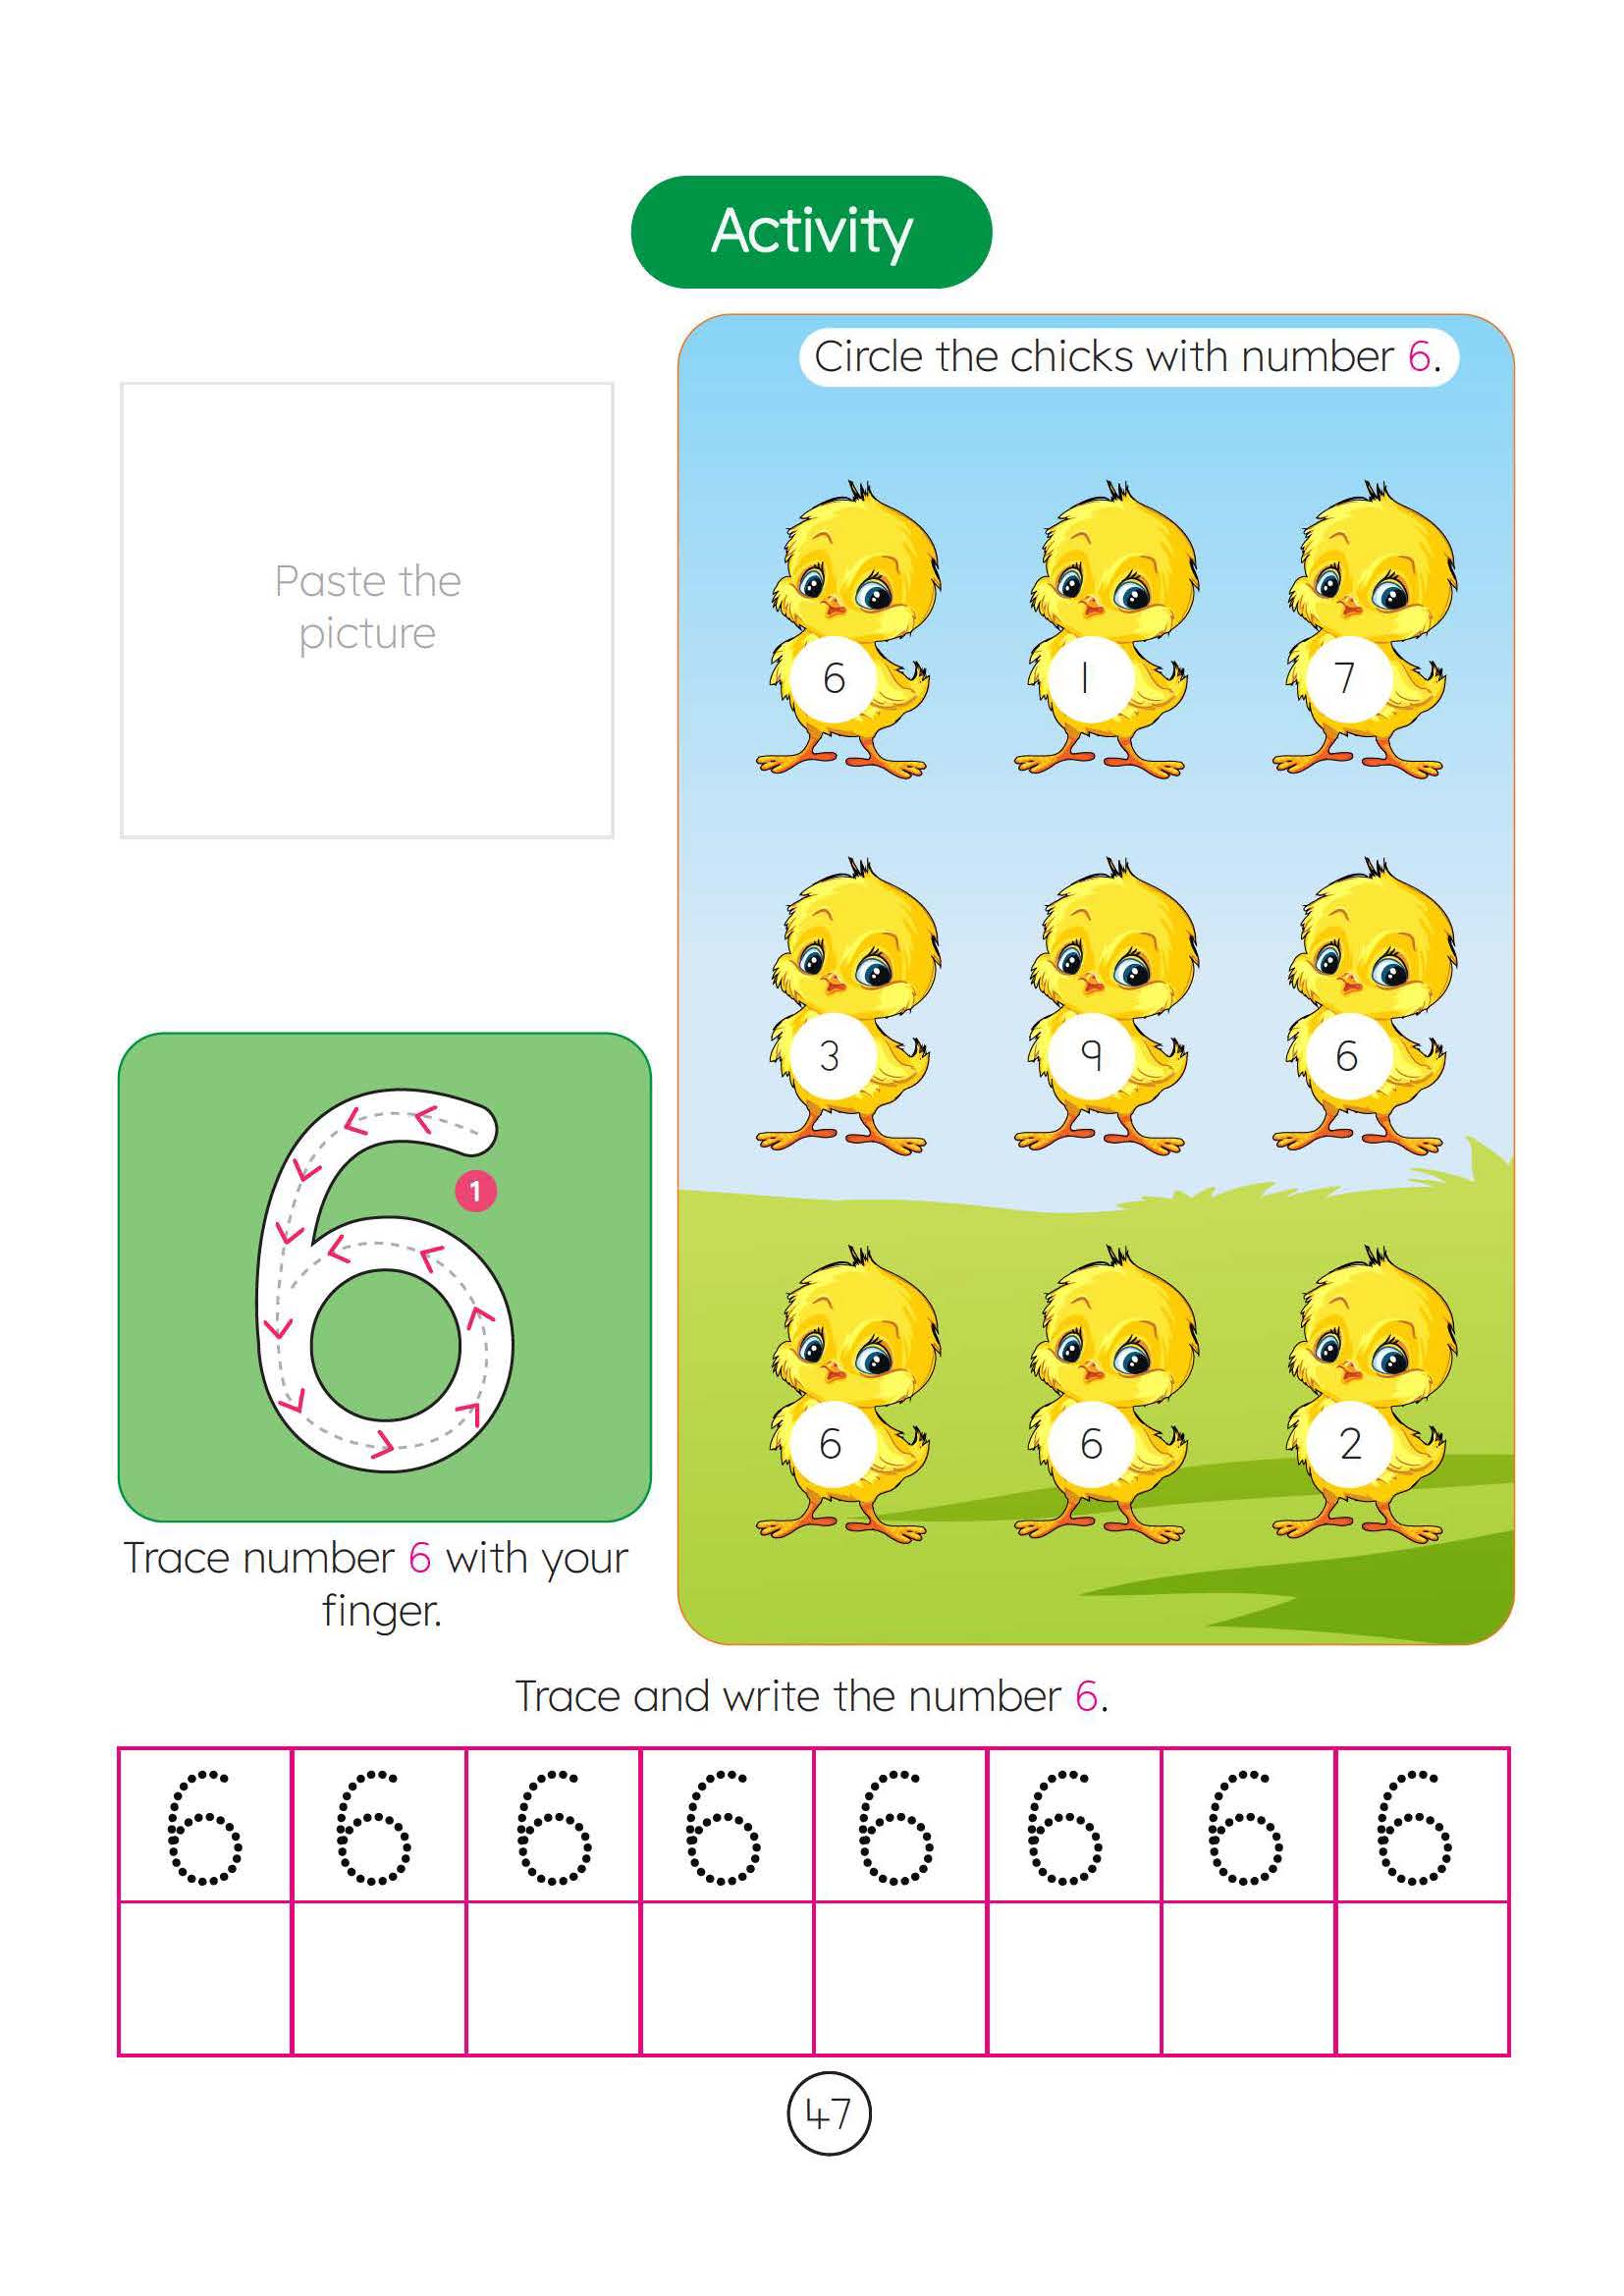 Activity
Circle the chicks with number 6.
Paste the
picture
6 1 7
3 9 6
6 6 2
6
1
Trace number 6 with your
finger.
Trace and write the number 6.
6 6 6 6 6 6 6 6
47